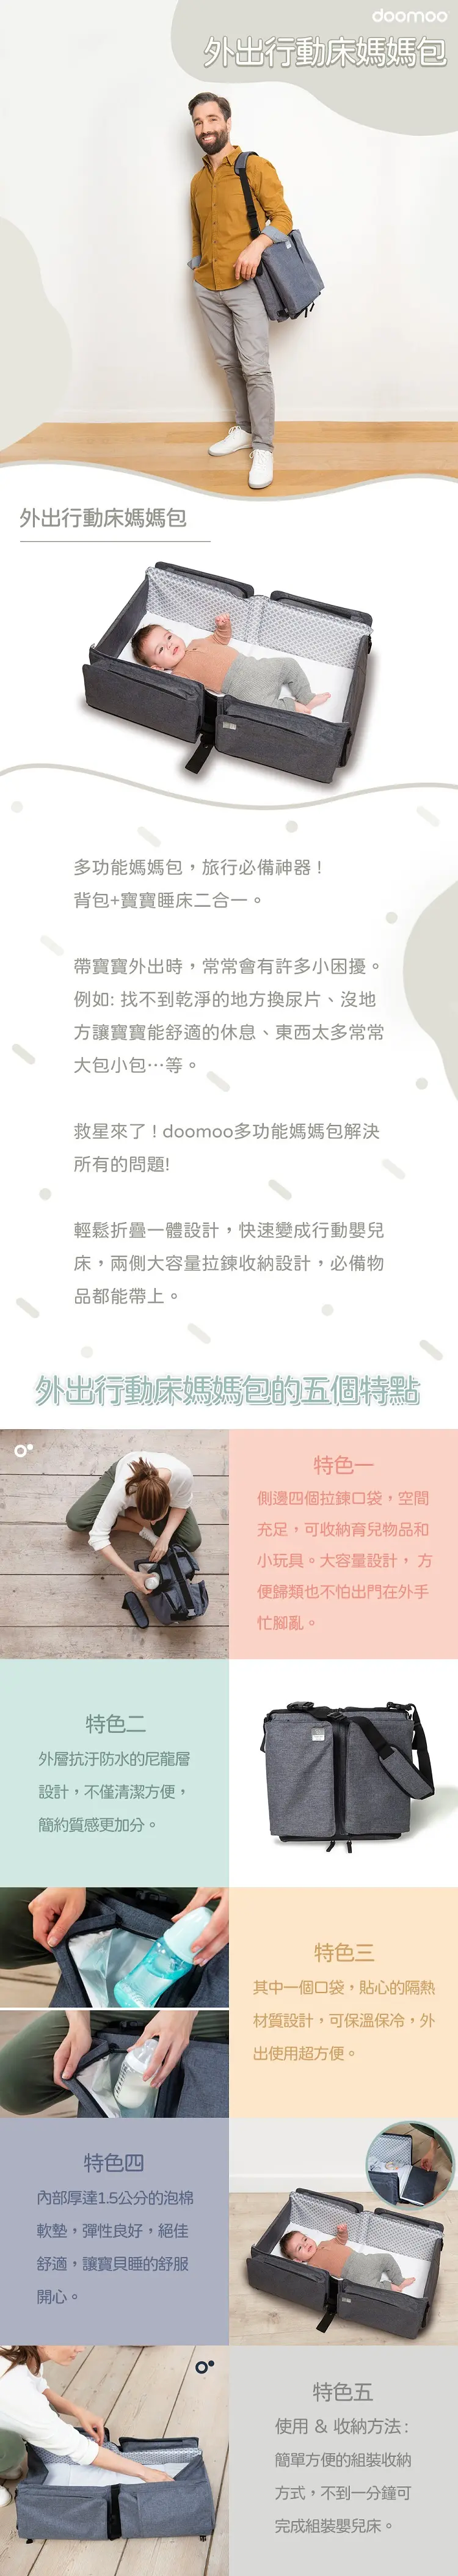 doomoo
外出行動床媽媽包
外出行動床媽媽包
多功能媽媽包，旅行必備神器！
背包+寶寶睡床二合一。
帶寶寶外出時，常常會有許多小困擾。
例如: 找不到乾淨的地方換尿片、沒地
方讓寶寶能舒適的休息、東西太多常常
大包小包…等。
救星來了 ! doomoo多功能媽媽包解決
所有的問題!
輕鬆折疊一體設計，快速變成行動嬰兒
床，兩側大容量拉鍊收納設計，必備物
品都能帶上。
外出行動床媽媽包的五個特點
特色一
側邊四個拉鍊口袋，空間
充足，可收納育兒物品和
小玩具。大容量設計， 方
便歸類也不怕出門在外手
忙腳亂。
特色二
外層抗汙防水的尼龍層
設計，不僅清潔方便，
簡約質感更加分。
特色三
其中一個口袋，貼心的隔熱
材質設計，可保溫保冷，外
出使用超方便。
特色四
內部厚達1.5公分的泡棉
軟墊，彈性良好，絕佳
舒適，讓寶貝睡的舒服
開心。
特色五
使用 & 收納方法 :
簡單方便的組裝收納
方式，不到一分鐘可
完成組裝嬰兒床。